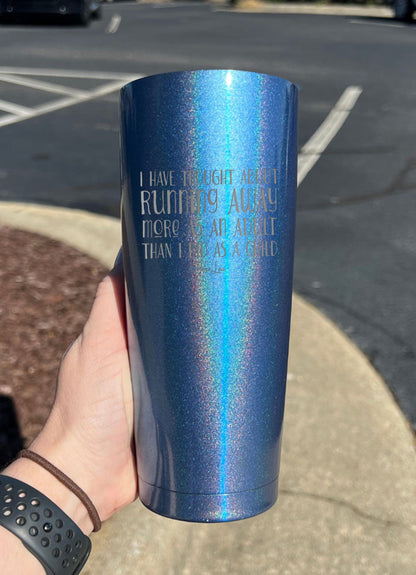 I HAVE THOUGHT ABOUT
RUNNING AWAY
MORE AS AN ADULT
THAN I DID AS A CHILD